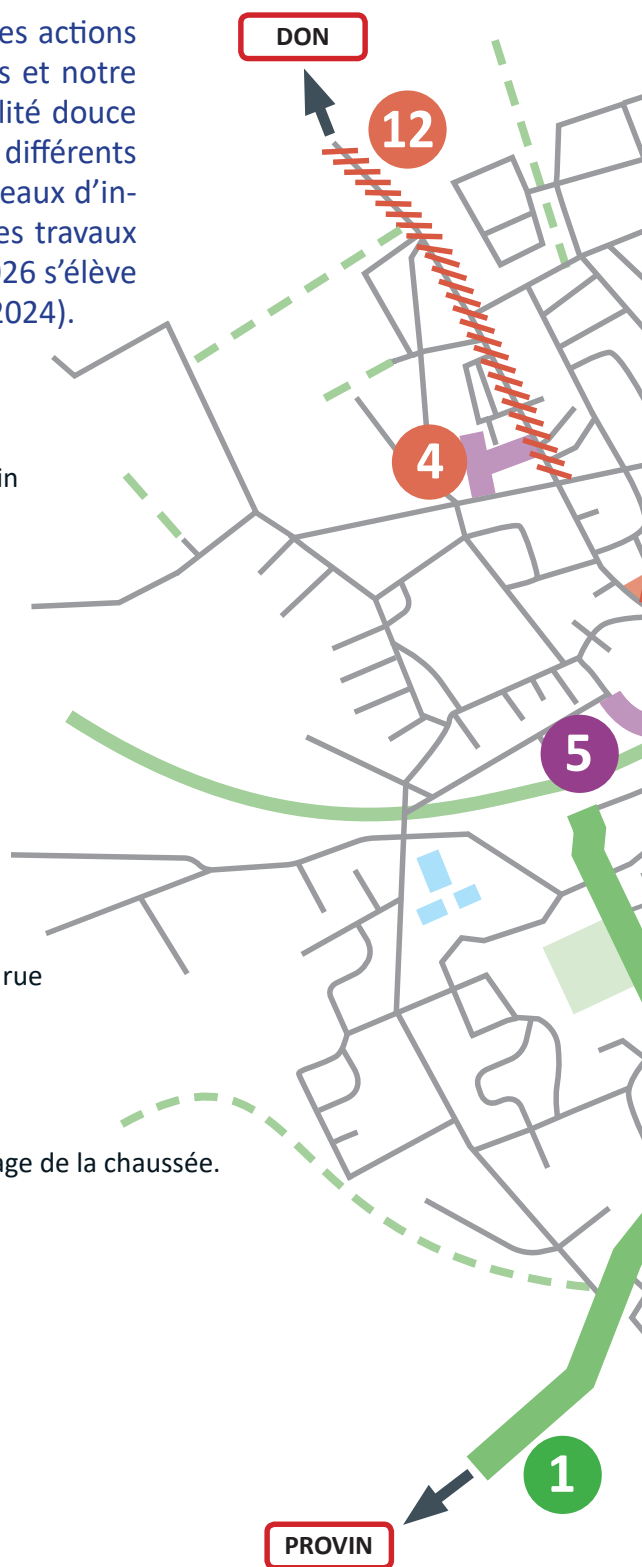 es actions
s et notre
lité douce
différents
eaux d'in-
es travaux
026 s'élève
2024).
DON
12
in
4
5
rue
age de la chaussée.
1
PROVIN